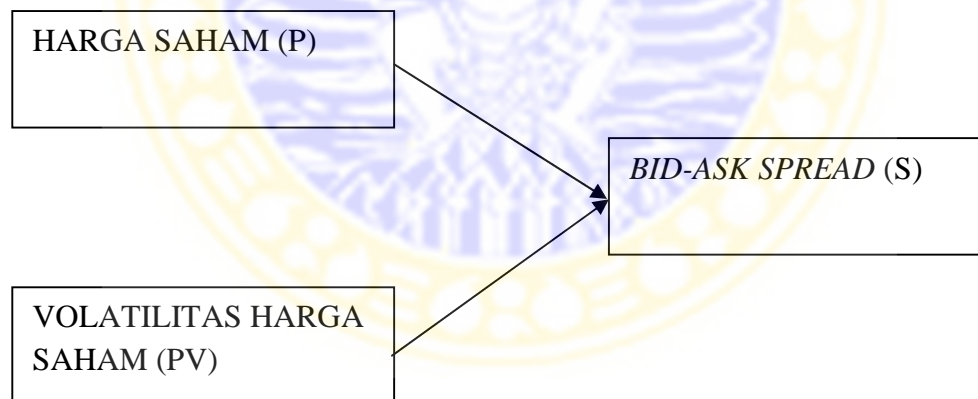 HARGA SAHAM (P)
BID-ASK SPREAD (S)
VOLATILITAS HARGA
SAHAM (PV)